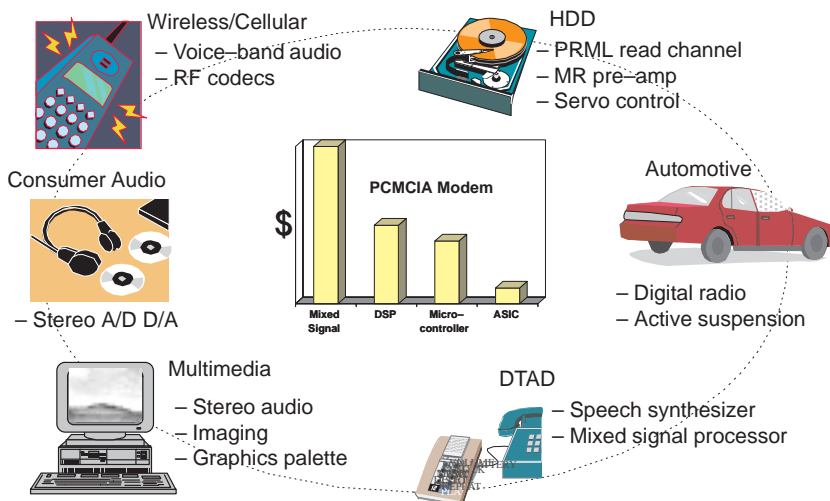 Wireless/Cellular
– Voice–band audio
– RF codecs
HDD
– PRML read channel
– MR pre–amp
– Servo control
Consumer Audio
– Stereo A/D D/A
PCMCIA Modem
$
Mixed
Signal
DSP
Micro–
controller
ASIC
Automotive
– Digital radio
– Active suspension
Multimedia
– Stereo audio
– Imaging
– Graphics palette
DTAD
– Speech synthesizer
– Mixed signal processor